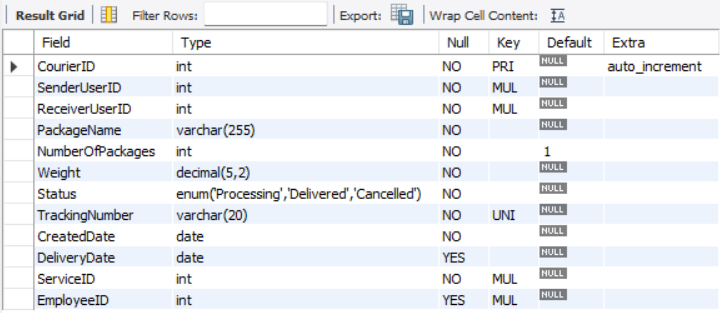 Result Grid Filter Rows: Export: Wrap Cell Content: IA
Field Type Null Key Default Extra
CourierID int NO PRI NULL auto_increment
SenderUserID int NO MUL NULL
ReceiverUserID int NO MUL NULL
PackageName varchar(255) NO NULL
NumberOfPackages int NO 1
Weight decimal(5,2) NO NULL
Status enum('Processing','Delivered','Cancelled') NO NULL
TrackingNumber varchar(20) NO UNI NULL
CreatedDate date NO NULL
DeliveryDate date YES NULL
ServiceID int NO MUL NULL
EmployeeID int YES MUL NULL